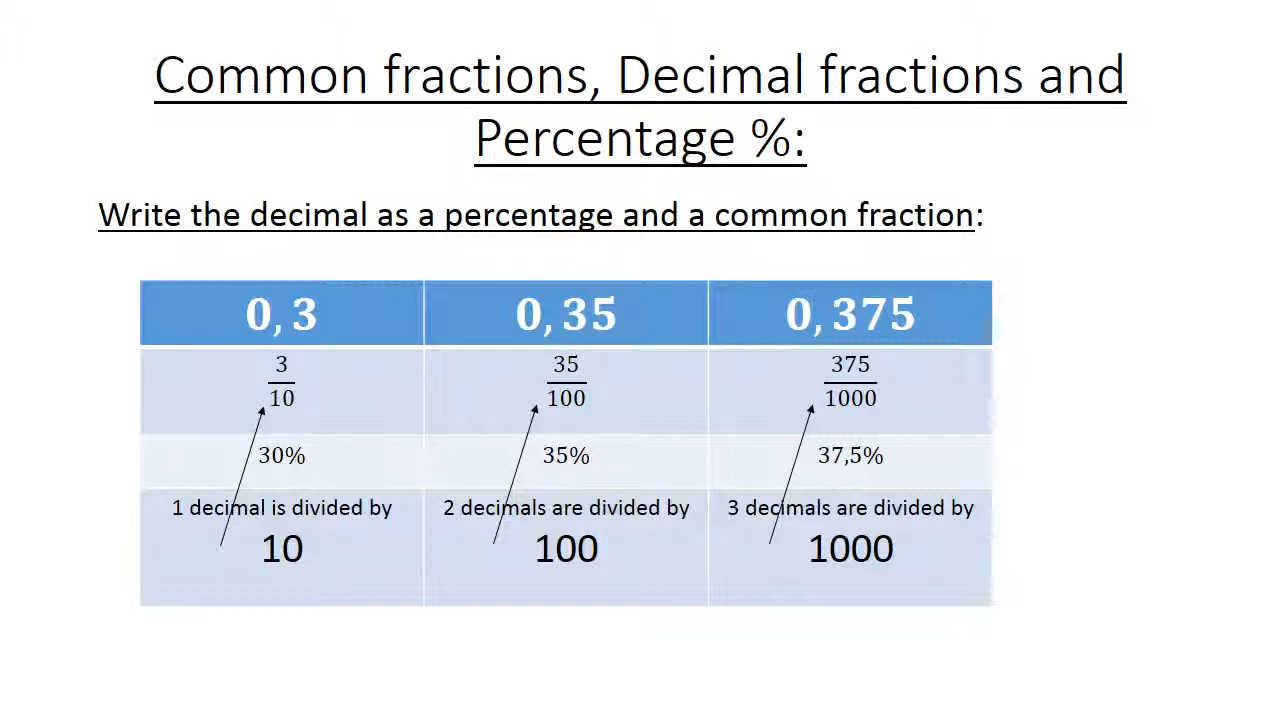 Common fractions, Decimal fractions and
Percentage %:
Write the decimal as a percentage and a common fraction:
0,3 0,35 0,375
3/10 35/100 375/1000
30% 35% 37,5%
1 decimal is divided by 2 decimals are divided by 3 decimals are divided by
10 100 1000